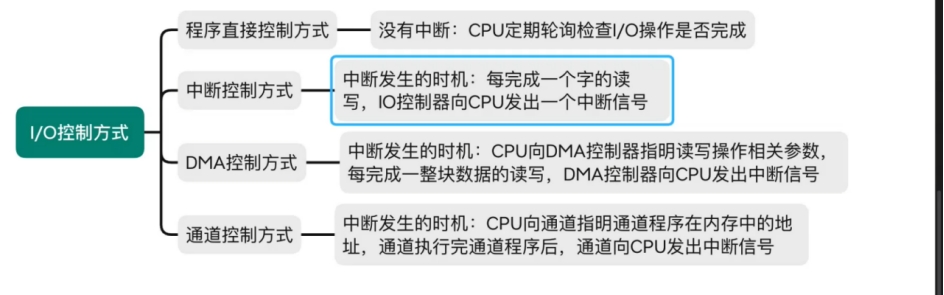 程序直接控制方式
没有中断：CPU定期轮询检查I/O操作是否完成
中断控制方式
中断发生的时机：每完成一个字的读
写，IO控制器向CPU发出一个中断信号
I/O控制方式
DMA控制方式
中断发生的时机：CPU向DMA控制器指明读写操作相关参数，
每完成一整块数据的读写，DMA控制器向CPU发出中断信号
通道控制方式
中断发生的时机：CPU向通道指明通道程序在内存中的地
址，通道执行完通道程序后，通道向CPU发出中断信号